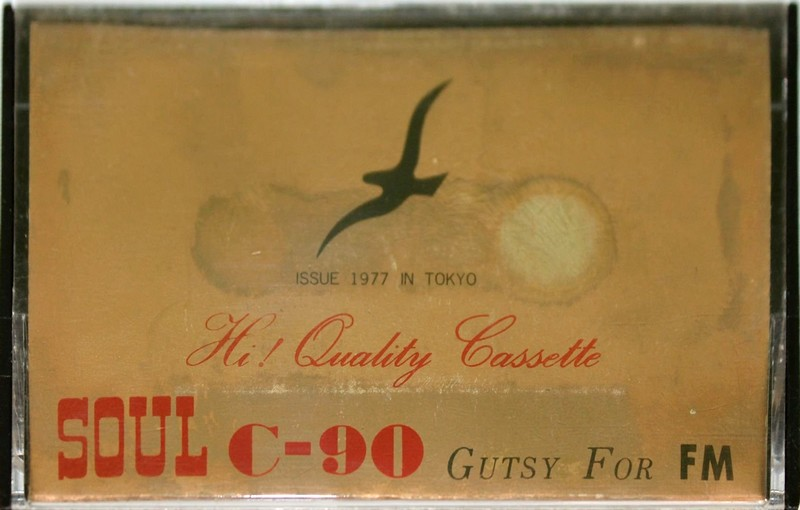 ISSUE 1977 IN TOKYO
Hi! Quality Cassette
SOUL C-90 GUTSY FOR FM